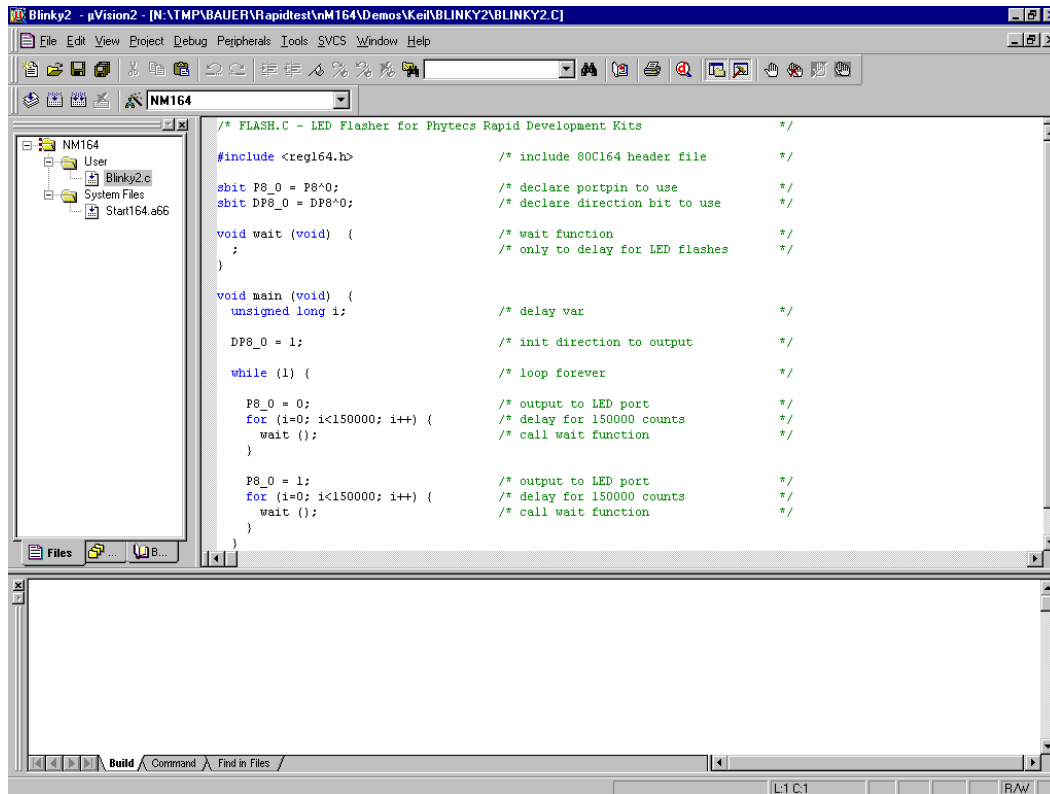 Blinky2 - µVision2 - [N:\TMP\BAUER\Rapidtest\nM164\Demos\Keil\BLINKY2\BLINKY2.C]
File Edit View Project Debug Peripherals Tools SVCS Window Help
NM164
NM164
User
Blinky2.c
System Files
Start164.a66
Files
...
B...
/* FLASH.C - LED Flasher for Phytecs Rapid Development Kits */
#include <reg164.h> /* include 80C164 header file */
sbit P8_0 = P8^0; /* declare portpin to use */
sbit DP8_0 = DP8^0; /* declare direction bit to use */
void wait (void) { /* wait function */
; /* only to delay for LED flashes */
}
void main (void) {
unsigned long i; /* delay var */
DP8_0 = 1; /* init direction to output */
while (1) { /* loop forever */
P8_0 = 0; /* output to LED port */
for (i=0; i<150000; i++) { /* delay for 150000 counts */
wait (); /* call wait function */
}
P8_0 = 1; /* output to LED port */
for (i=0; i<150000; i++) { /* delay for 150000 counts */
wait (); /* call wait function */
}
}
Build Command Find in Files
L:1 C:1 R/W